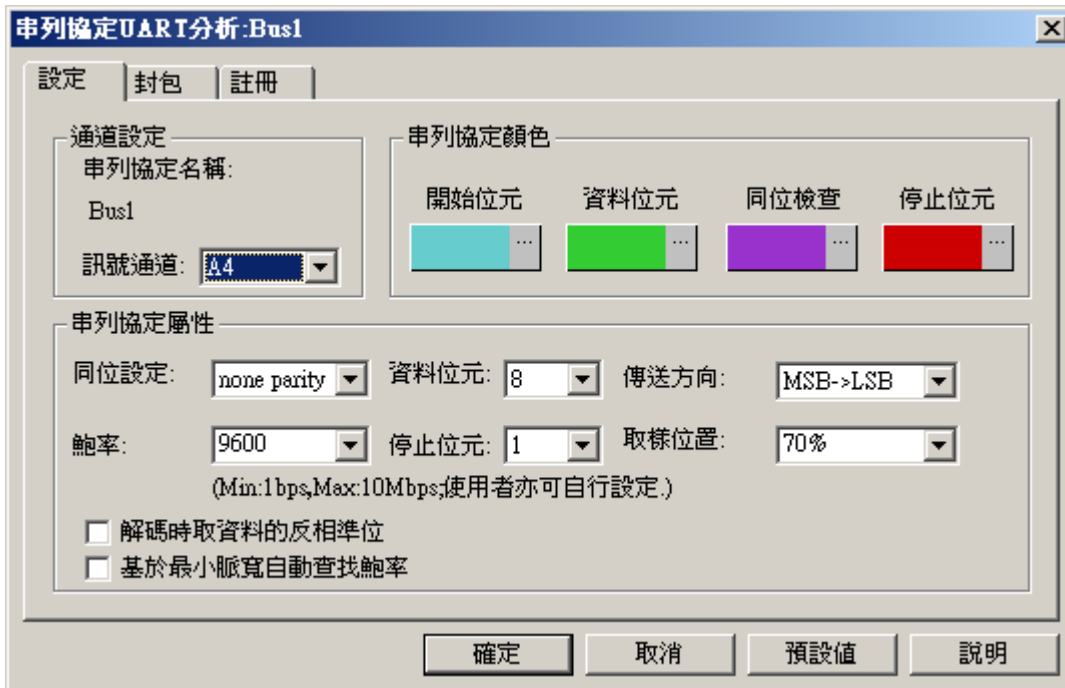 串列協定UART分析:Bus1
設定 封包 註冊
通道設定
串列協定名稱:
Bus1
訊號通道: A4
串列協定顏色
開始位元 資料位元 同位檢查 停止位元
... ... ... ...
串列協定屬性
同位設定: none parity 資料位元: 8 傳送方向: MSB->LSB
鮑率: 9600 停止位元: 1 取樣位置: 70%
(Min:1bps,Max:10Mbps;使用者亦可自行設定.)
解碼時取資料的反相準位
基於最小脈寬自動查找鮑率
確定 取消 預設值 說明